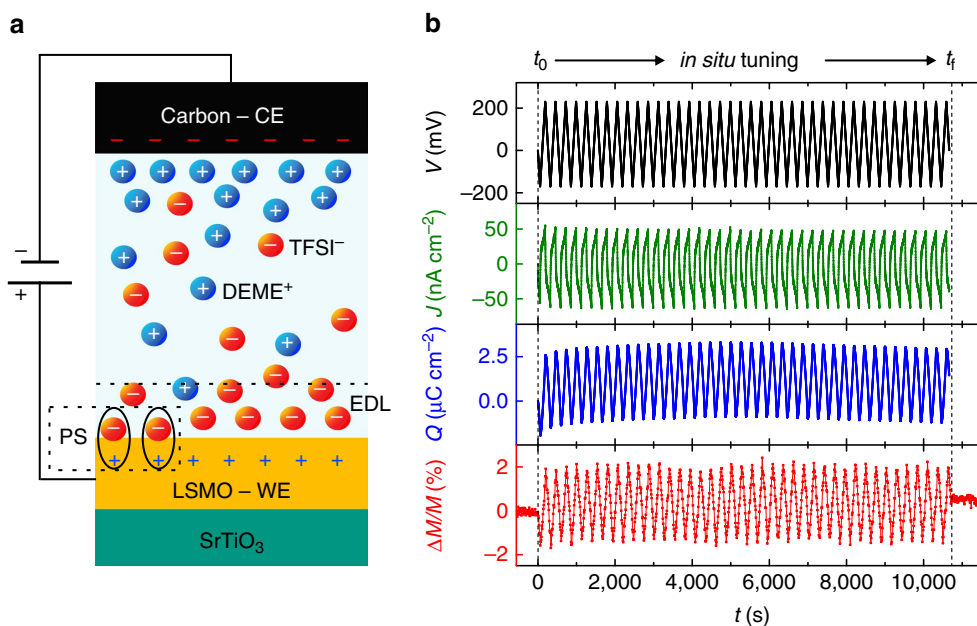 a
Carbon – CE
– – – – – – –
+ + + + + + +
TFSI⁻
DEME⁺
–
+
EDL
PS
+ + + + + + +
LSMO – WE
SrTiO₃
b
t₀ in situ tuning t_f
V (mV)
200
0
−200
J (nA cm⁻²)
50
0
−50
Q (µC cm⁻²)
2.5
0.0
ΔM/M (%)
2
0
−2
0 2,000 4,000 6,000 8,000 10,000
t (s)